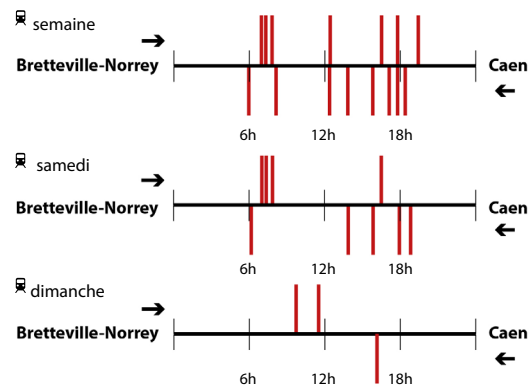 semaine
Bretteville-Norrey Caen
6h 12h 18h
samedi
Bretteville-Norrey Caen
6h 12h 18h
dimanche
Bretteville-Norrey Caen
6h 12h 18h